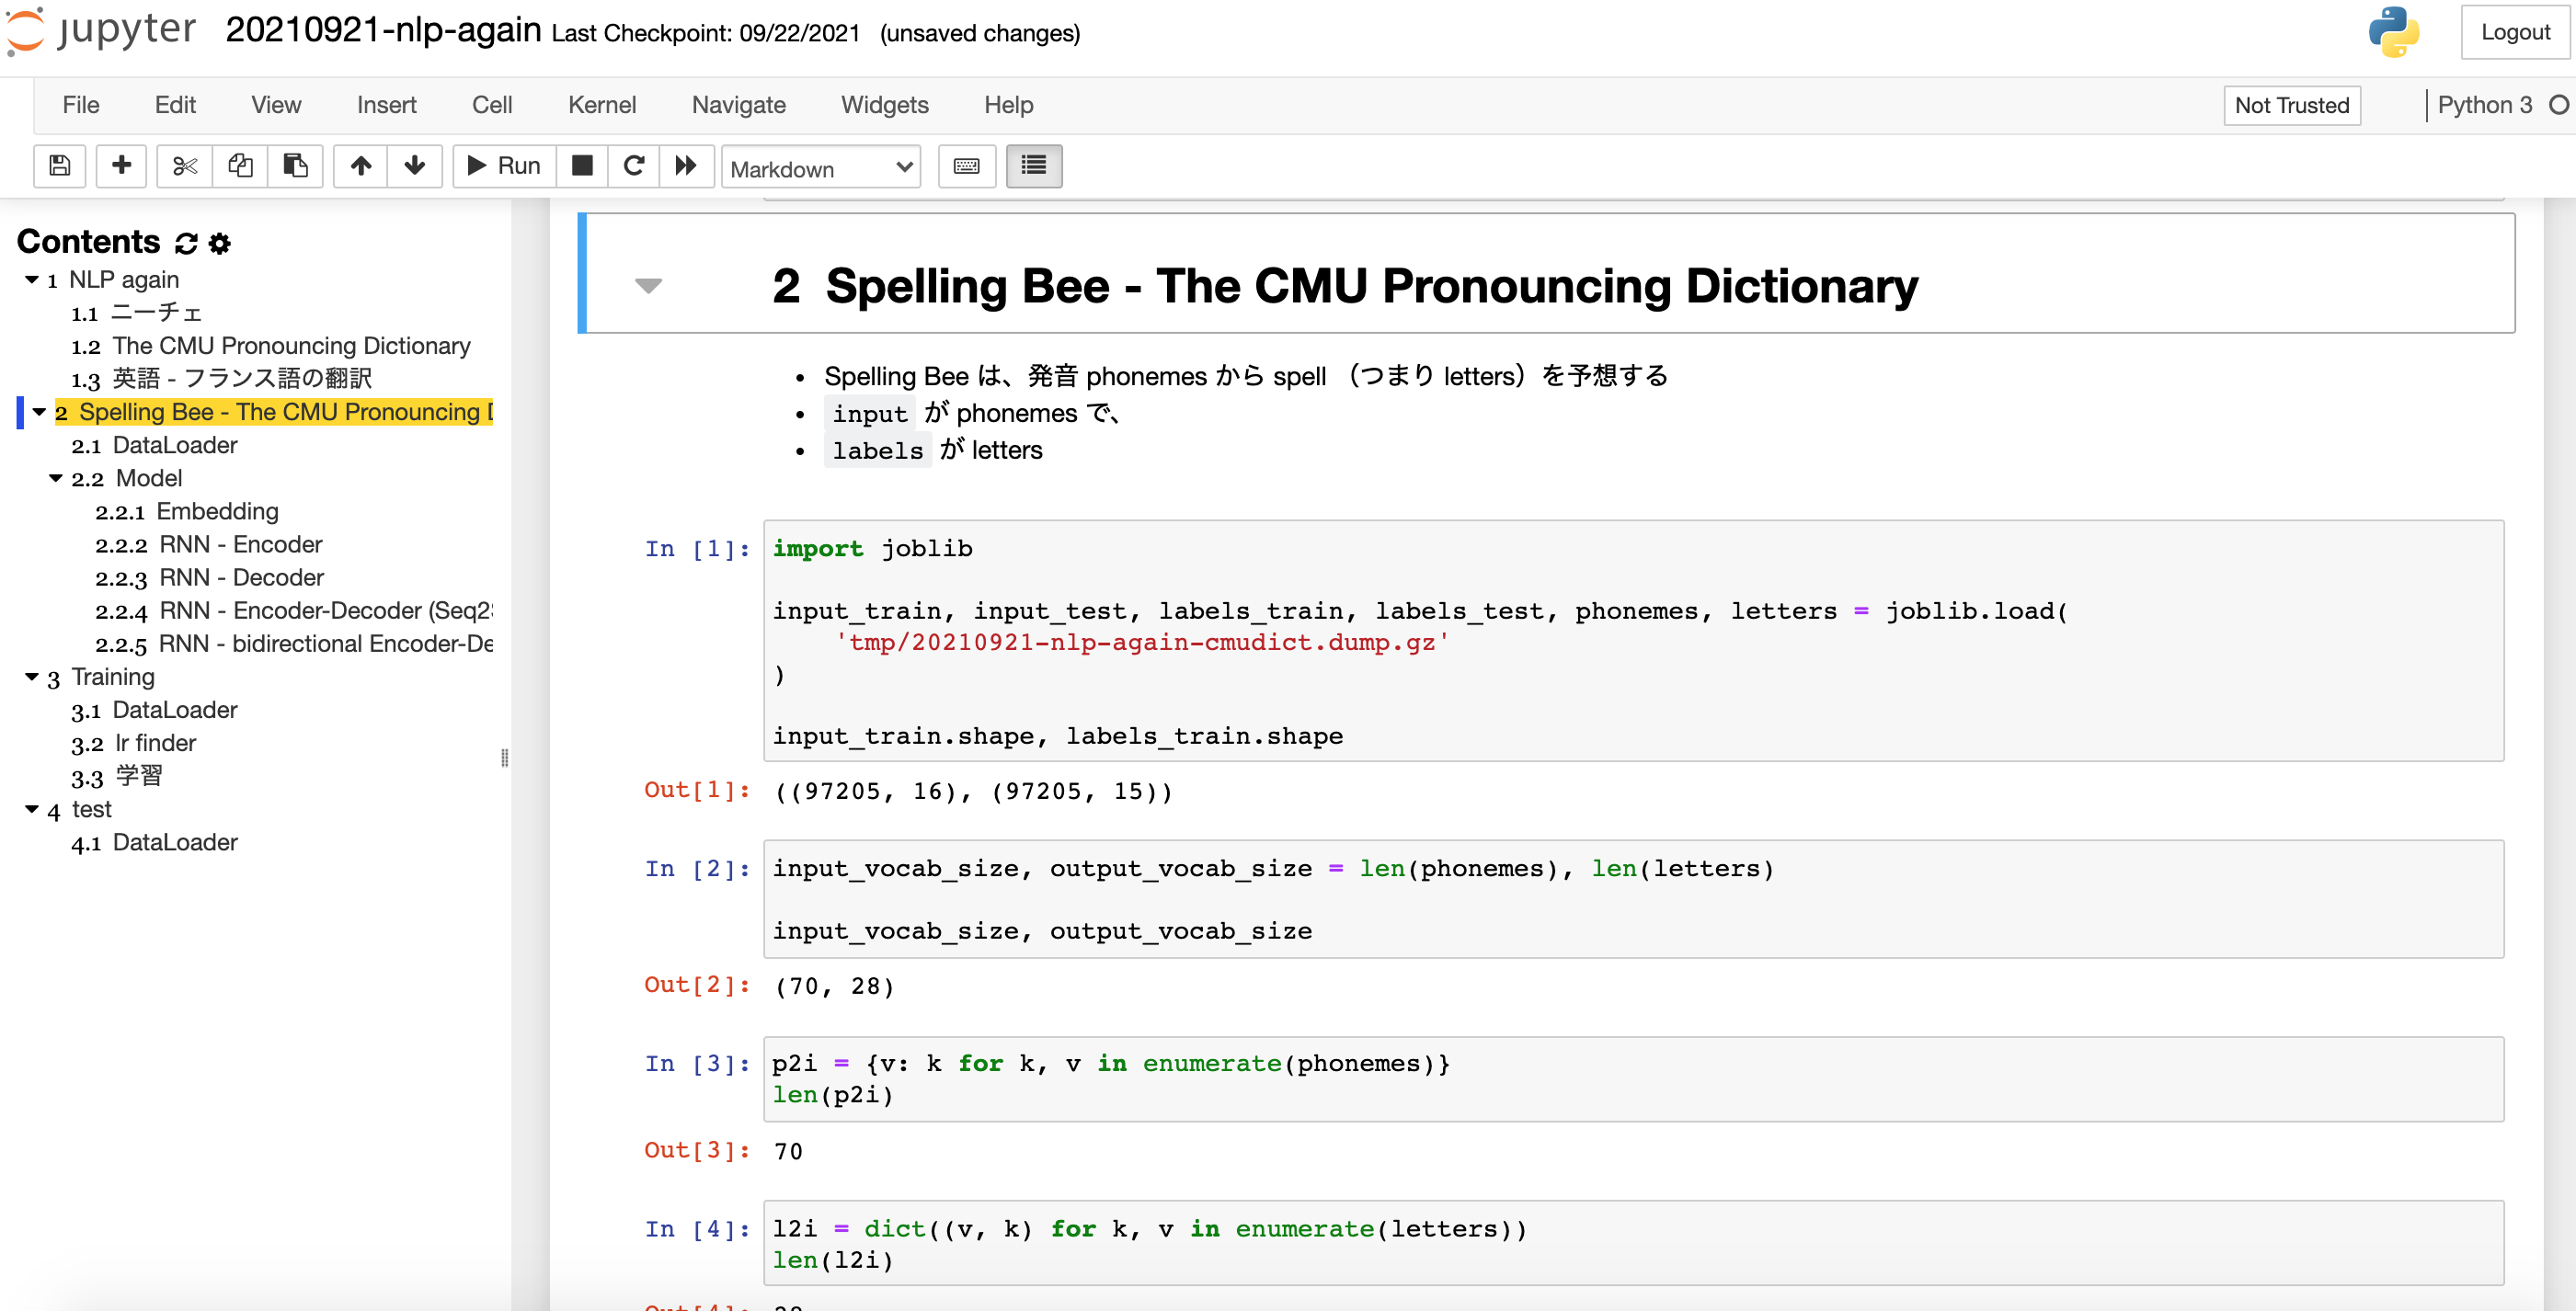 jupyter 20210921-nlp-again Last Checkpoint: 09/22/2021 (unsaved changes)
Logout
File Edit View Insert Cell Kernel Navigate Widgets Help
Not Trusted
Python 3
Run
Markdown
Contents
1 NLP again
1.1 ニーチェ
1.2 The CMU Pronouncing Dictionary
1.3 英語 - フランス語の翻訳
2 Spelling Bee - The CMU Pronouncing
2.1 DataLoader
2.2 Model
2.2.1 Embedding
2.2.2 RNN - Encoder
2.2.3 RNN - Decoder
2.2.4 RNN - Encoder-Decoder (Seq2
2.2.5 RNN - bidirectional Encoder-De
3 Training
3.1 DataLoader
3.2 lr finder
3.3 学習
4 test
4.1 DataLoader
2 Spelling Bee - The CMU Pronouncing Dictionary
• Spelling Bee は、発音 phonemes から spell （つまり letters）を予想する
• input が phonemes で、
• labels が letters
In [1]: import joblib
input_train, input_test, labels_train, labels_test, phonemes, letters = joblib.load(
'tmp/20210921-nlp-again-cmudict.dump.gz'
)
input_train.shape, labels_train.shape
Out[1]: ((97205, 16), (97205, 15))
In [2]: input_vocab_size, output_vocab_size = len(phonemes), len(letters)
input_vocab_size, output_vocab_size
Out[2]: (70, 28)
In [3]: p2i = {v: k for k, v in enumerate(phonemes)}
len(p2i)
Out[3]: 70
In [4]: l2i = dict((v, k) for k, v in enumerate(letters))
len(l2i)